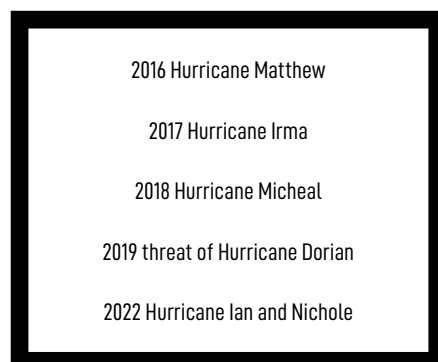 2016 Hurricane Matthew
2017 Hurricane Irma
2018 Hurricane Micheal
2019 threat of Hurricane Dorian
2022 Hurricane Ian and Nichole